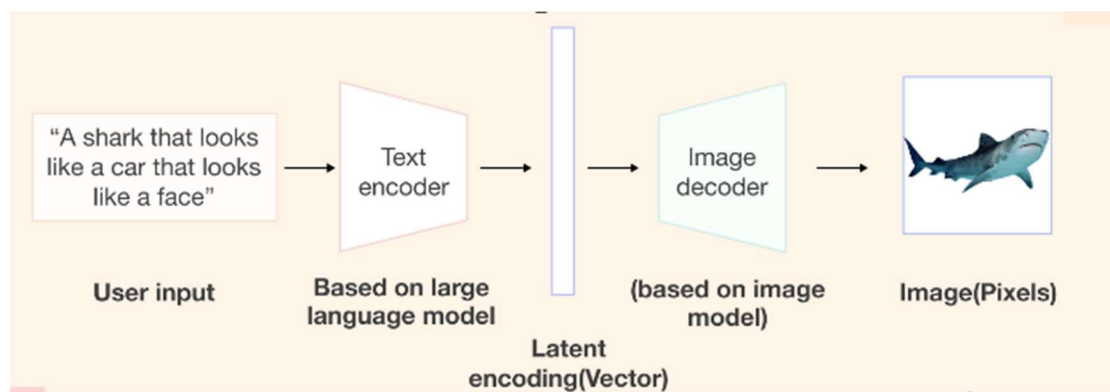 “A shark that looks
like a car that looks
like a face”
Text
encoder
Image
decoder
User input
Based on large
language model
(based on image
model)
Image(Pixels)
Latent
encoding(Vector)